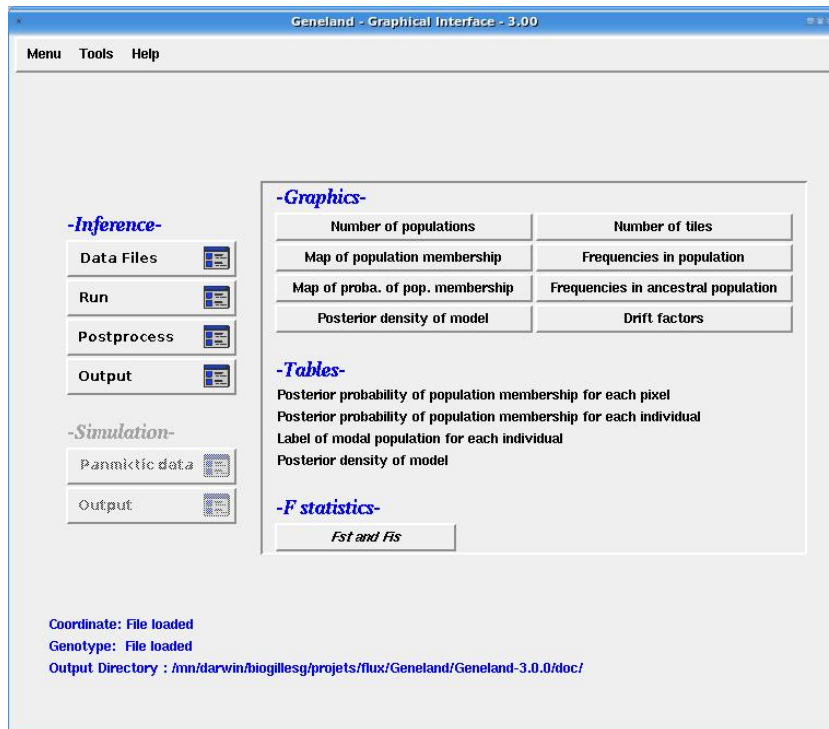 Geneland - Graphical Interface - 3.00
Menu Tools Help
-Inference-
Data Files
Run
Postprocess
Output
-Simulation-
Panmictic data
Output
-Graphics-
Number of populations
Number of tiles
Map of population membership
Frequencies in population
Map of proba. of pop. membership
Frequencies in ancestral population
Posterior density of model
Drift factors
-Tables-
Posterior probability of population membership for each pixel
Posterior probability of population membership for each individual
Label of modal population for each individual
Posterior density of model
-F statistics-
Fst and Fis
Coordinate: File loaded
Genotype: File loaded
Output Directory : /mn/darwin/biogillesg/projets/flux/Geneland/Geneland-3.0.0/doc/